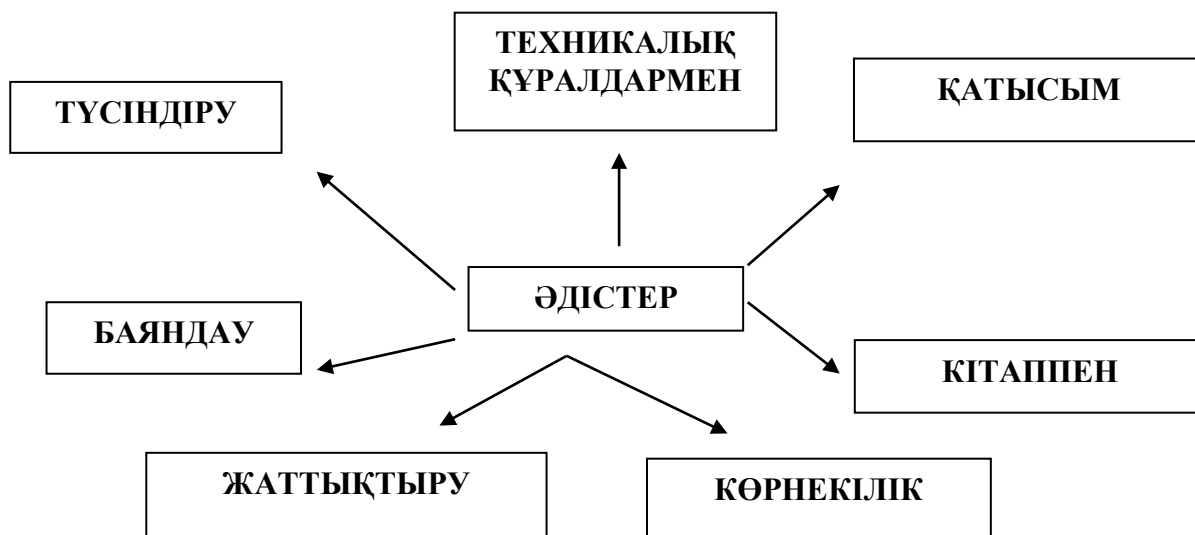 ТЕХНИКАЛЫҚ
ҚҰРАЛДАРМЕН
ТҮСІНДІРУ
ҚАТЫСЫМ
ӘДІСТЕР
БАЯНДАУ
КІТАППЕН
ЖАТТЫҚТЫРУ
КӨРНЕКІЛІК